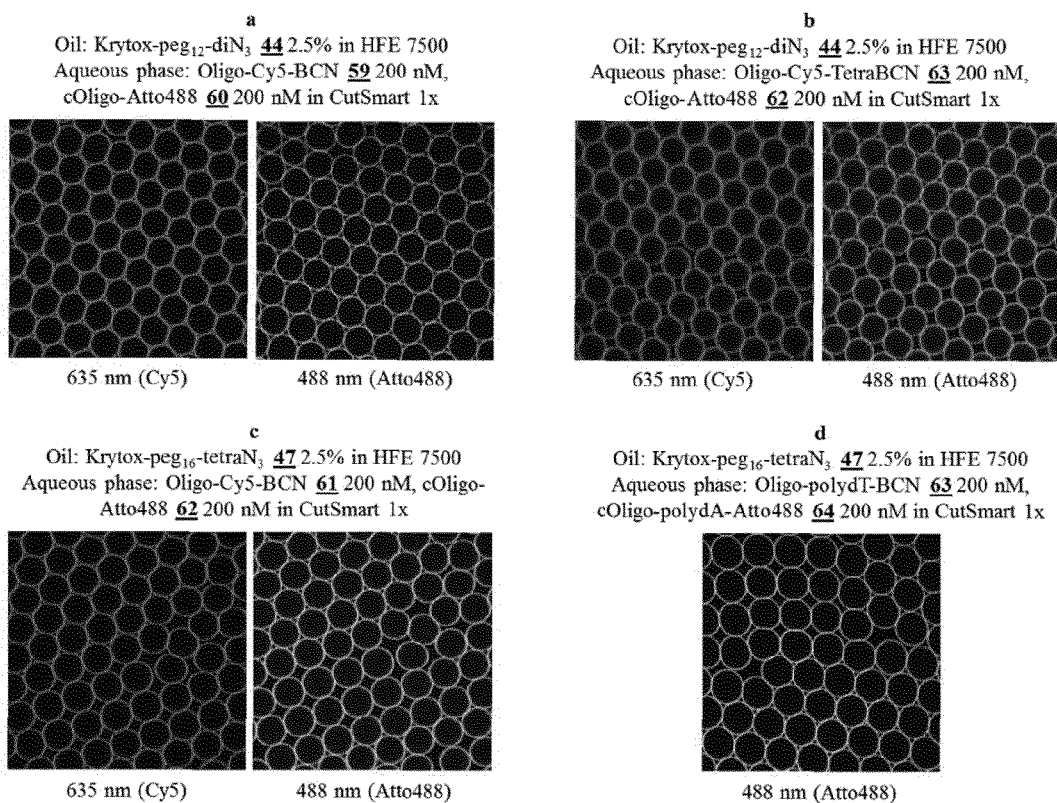 a
Oil: Krytox-peg12-diN3 44 2.5% in HFE 7500
Aqueous phase: Oligo-Cy5-BCN 59 200 nM,
cOligo-Atto488 60 200 nM in CutSmart 1x
635 nm (Cy5)
488 nm (Atto488)
b
Oil: Krytox-peg12-diN3 44 2.5% in HFE 7500
Aqueous phase: Oligo-Cy5-TetraBCN 63 200 nM,
cOligo-Atto488 62 200 nM in CutSmart 1x
635 nm (Cy5)
488 nm (Atto488)
c
Oil: Krytox-peg16-tetraN3 47 2.5% in HFE 7500
Aqueous phase: Oligo-Cy5-BCN 61 200 nM, cOligo-
Atto488 62 200 nM in CutSmart 1x
635 nm (Cy5)
488 nm (Atto488)
d
Oil: Krytox-peg16-tetraN3 47 2.5% in HFE 7500
Aqueous phase: Oligo-polydT-BCN 63 200 nM,
cOligo-polydA-Atto488 64 200 nM in CutSmart 1x
488 nm (Atto488)